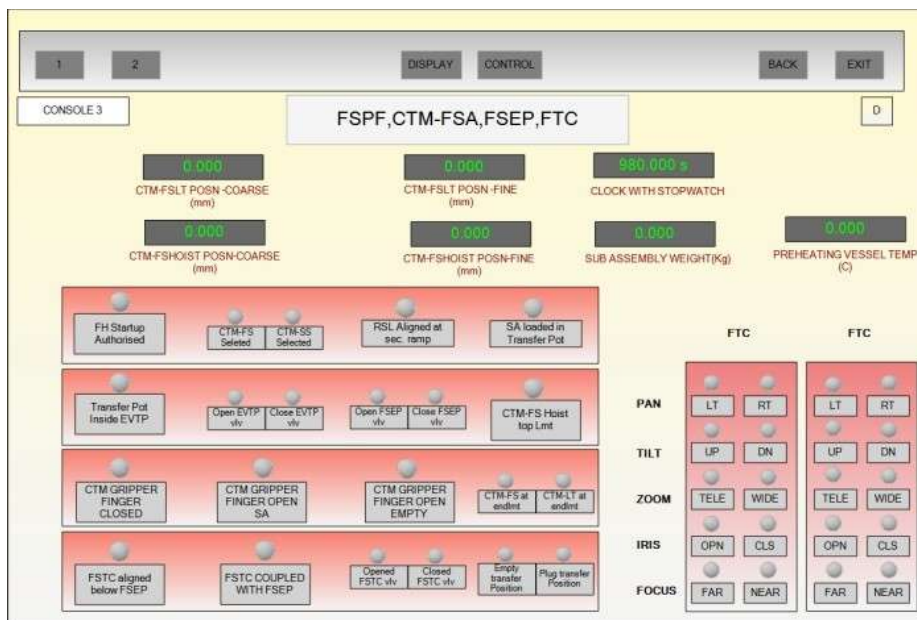 1 2 DISPLAY CONTROL BACK EXIT
CONSOLE 3
FSPF,CTM-FSA,FSEP,FTC
D
0.000 0.000 980.000 s
CTM-FSLT POSN -COARSE
(mm)
CTM-FSLT POSN -FINE
(mm)
CLOCK WITH STOPWATCH
0.000 0.000 0.000 0.000
CTM-FSHOIST POSN-COARSE
(mm)
CTM-FSHOIST POSN-FINE
(mm)
SUB ASSEMBLY WEIGHT(Kg)
PREHEATING VESSEL TEMP
(C)
FH Startup
Authorised
CTM-FS
Seleted
CTM-SS
Selected
RSL Aligned at
sec. ramp
SA loaded in
Transfer Pot
Transfer Pot
Inside EVTP
Open EVTP
vlv
Close EVTP
vlv
Open FSEP
vlv
Close FSEP
vlv
CTM-FS Hoist
top Lmt
CTM GRIPPER
FINGER
CLOSED
CTM GRIPPER
FINGER OPEN
SA
CTM GRIPPER
FINGER OPEN
EMPTY
CTM-FS at
endlmt
CTM-LT at
endlmt
FSTC aligned
below FSEP
FSTC COUPLED
WITH FSEP
Opened
FSTC vlv
Closed
FSTC vlv
Empty
transfer
Position
Plug transfer
Position
FTC FTC
PAN LT RT LT RT
TILT UP DN UP DN
ZOOM TELE WIDE TELE WIDE
IRIS OPN CLS OPN CLS
FOCUS FAR NEAR FAR NEAR